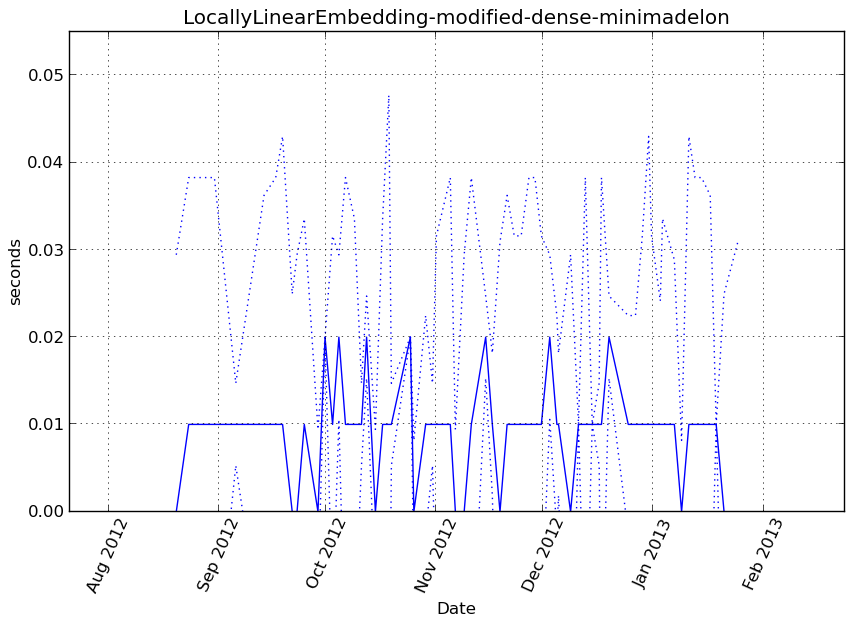 LocallyLinearEmbedding-modified-dense-minimadelon
0.05
0.04
0.03
0.02
0.01
0.00
seconds
Aug 2012
Sep 2012
Oct 2012
Nov 2012
Dec 2012
Jan 2013
Feb 2013
Date